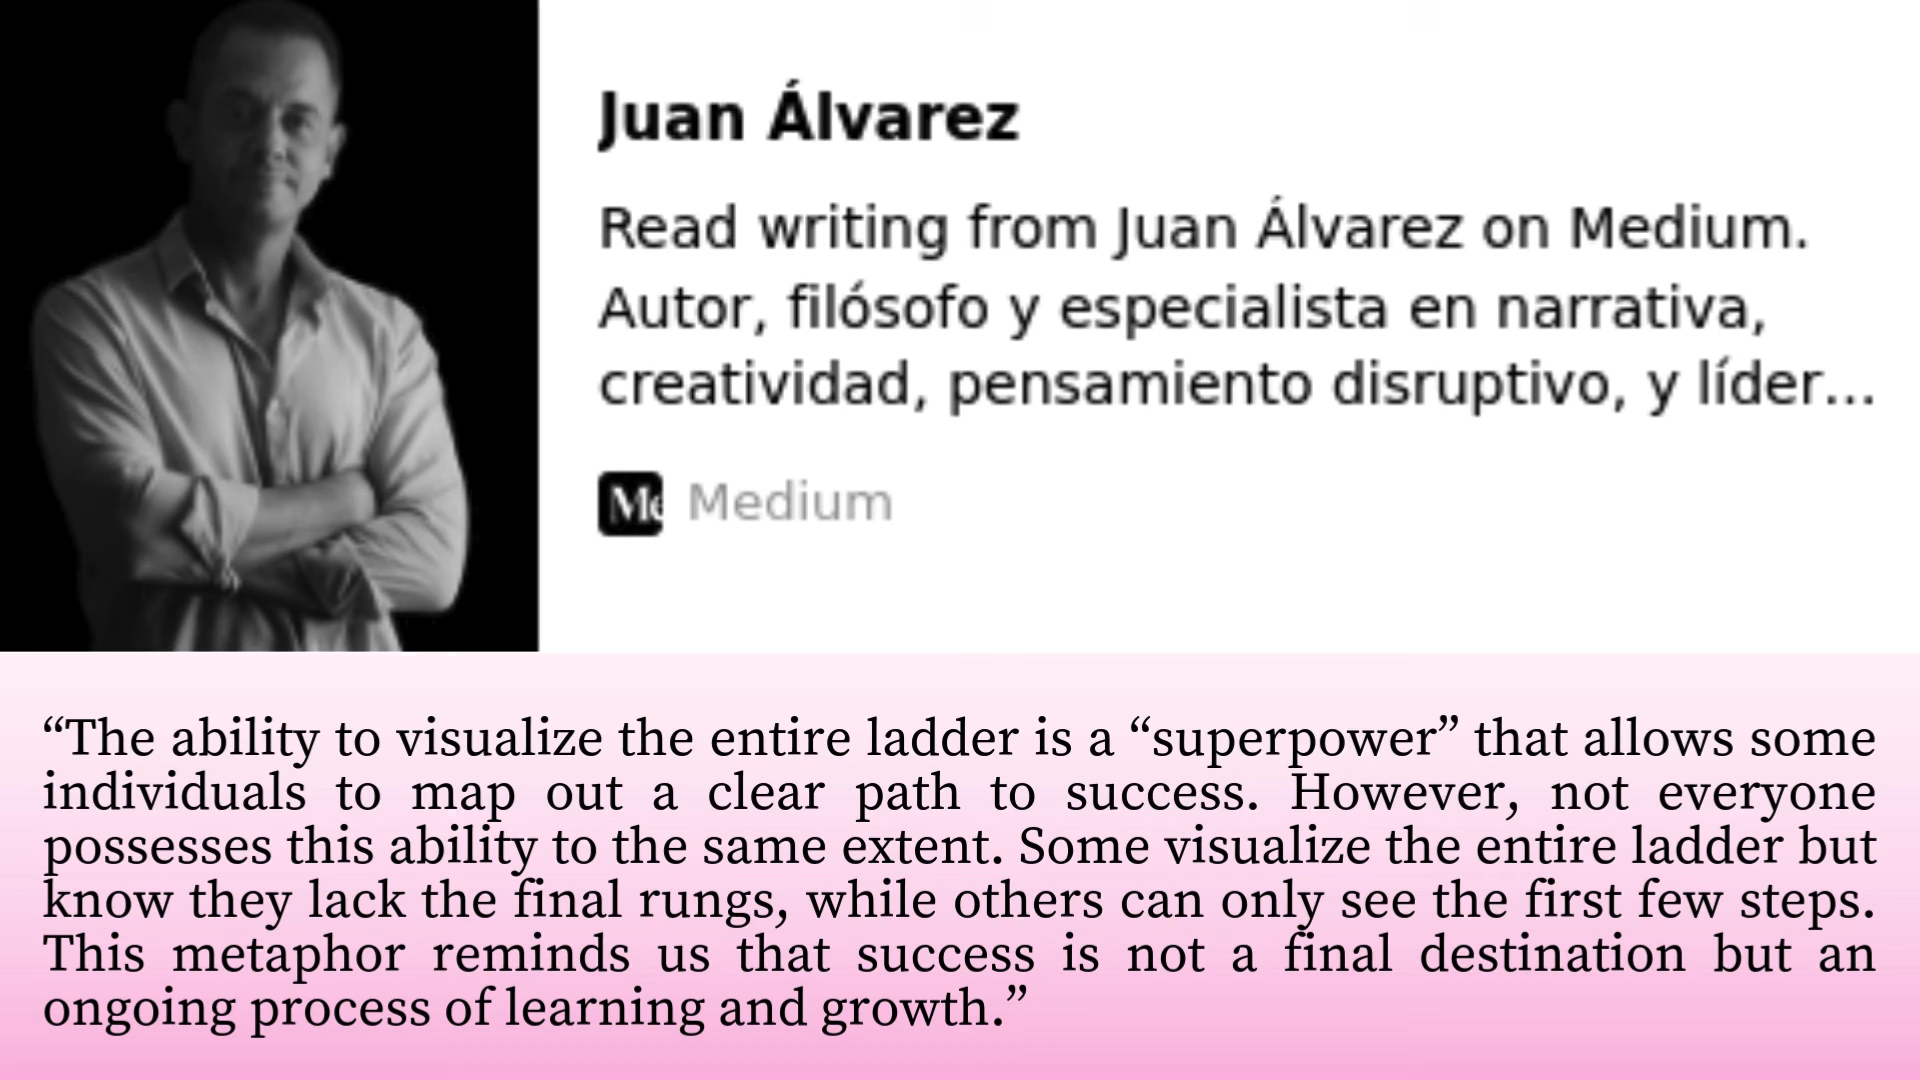 Juan Álvarez
Read writing from Juan Álvarez on Medium.
Autor, filósofo y especialista en narrativa,
creatividad, pensamiento disruptivo, y líder...
Me Medium
“The ability to visualize the entire ladder is a “superpower” that allows some
individuals to map out a clear path to success. However, not everyone
possesses this ability to the same extent. Some visualize the entire ladder but
know they lack the final rungs, while others can only see the first few steps.
This metaphor reminds us that success is not a final destination but an
ongoing process of learning and growth.”